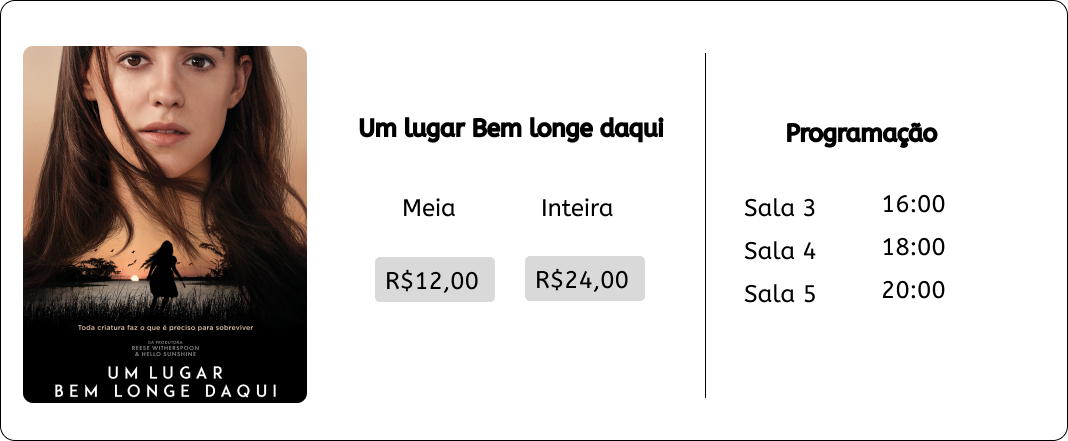 Toda criatura faz o que é preciso para sobreviver
DA PRODUTORA
REESE WITHERSPOON
& HELLO SUNSHINE
UM LUGAR
BEM LONGE DAQUI
Um lugar Bem longe daqui
Meia Inteira
R$12,00 R$24,00
Programação
Sala 3 16:00
Sala 4 18:00
Sala 5 20:00